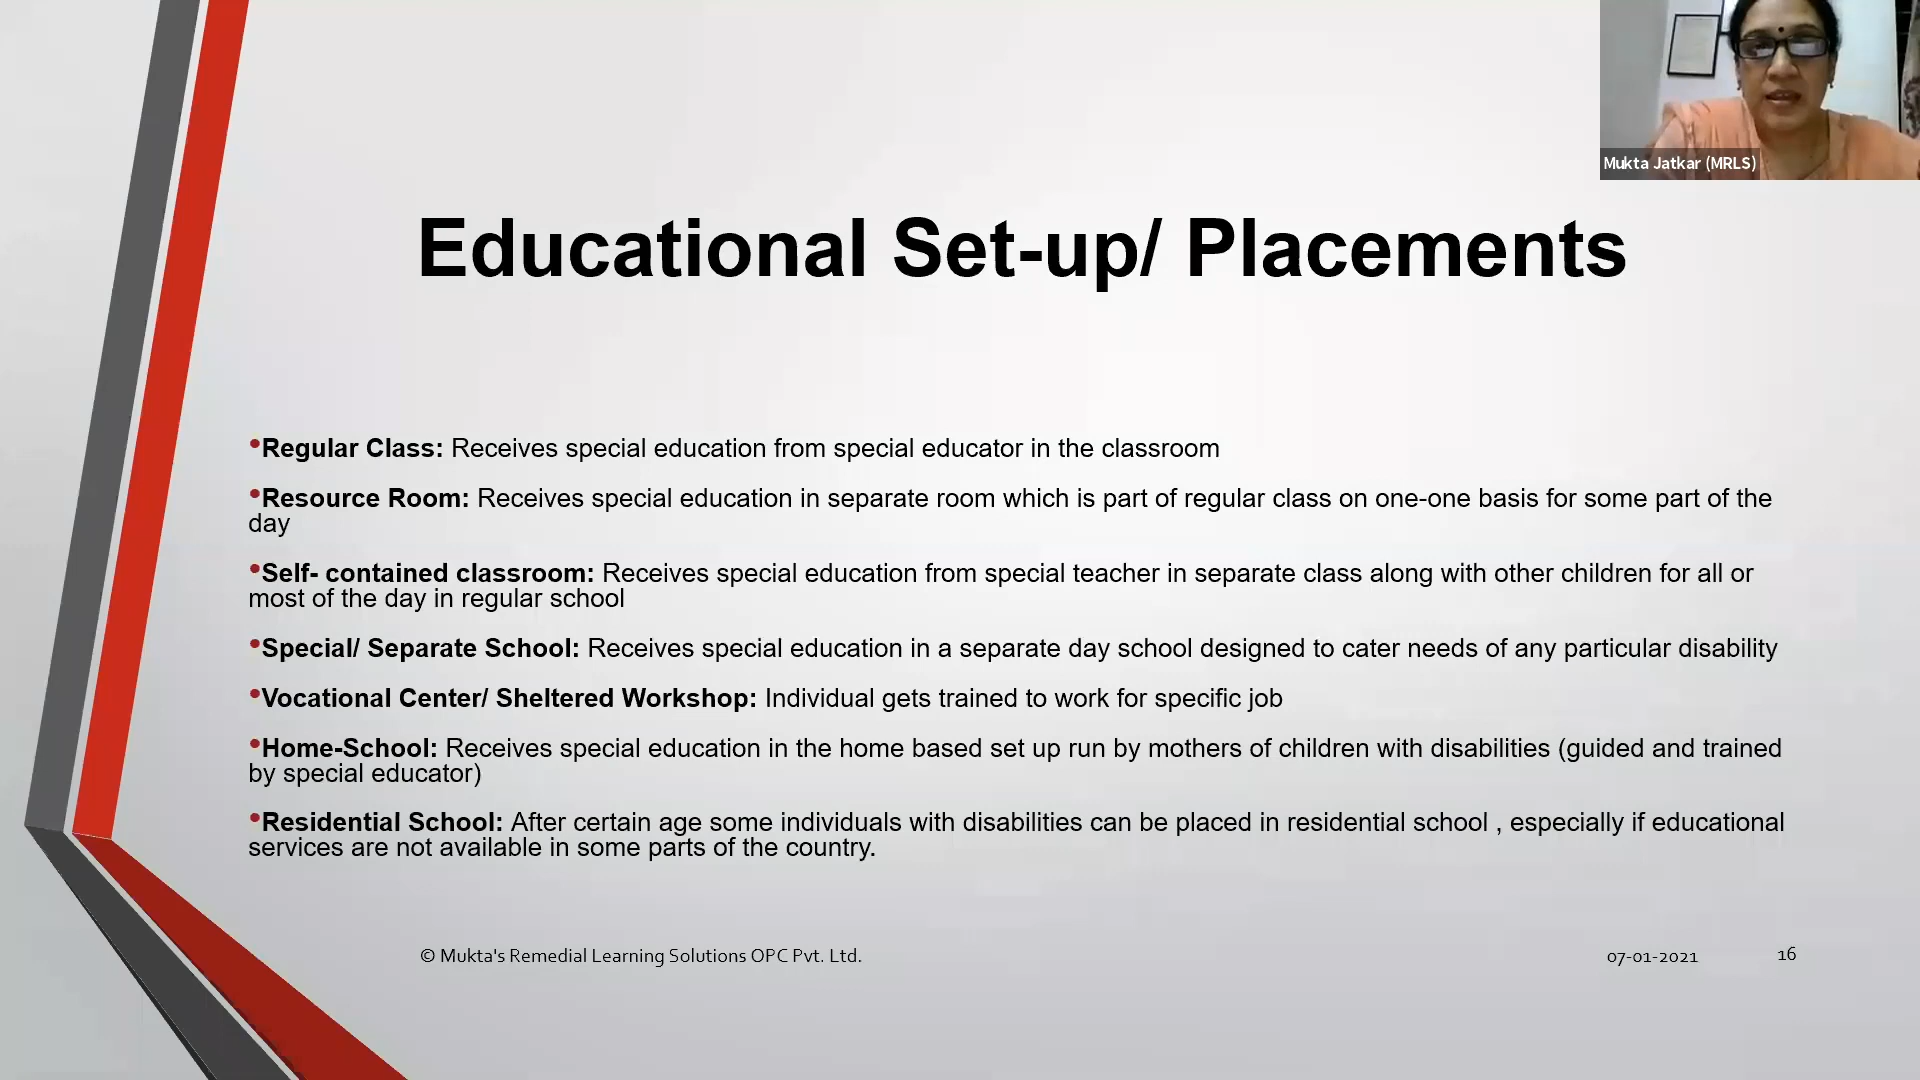 Mukta Jatkar (MRLS)
Educational Set-up/ Placements
•Regular Class: Receives special education from special educator in the classroom
•Resource Room: Receives special education in separate room which is part of regular class on one-one basis for some part of the
day
•Self- contained classroom: Receives special education from special teacher in separate class along with other children for all or
most of the day in regular school
•Special/ Separate School: Receives special education in a separate day school designed to cater needs of any particular disability
•Vocational Center/ Sheltered Workshop: Individual gets trained to work for specific job
•Home-School: Receives special education in the home based set up run by mothers of children with disabilities (guided and trained
by special educator)
•Residential School: After certain age some individuals with disabilities can be placed in residential school , especially if educational
services are not available in some parts of the country.
© Mukta's Remedial Learning Solutions OPC Pvt. Ltd.
07-01-2021
16